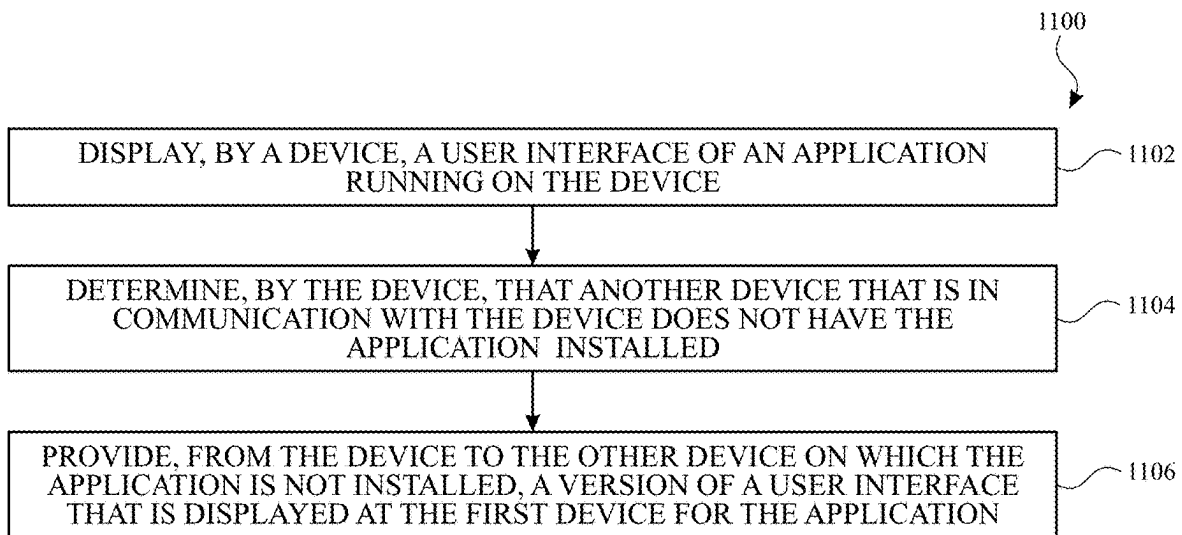 1100
DISPLAY, BY A DEVICE, A USER INTERFACE OF AN APPLICATION
RUNNING ON THE DEVICE
1102
DETERMINE, BY THE DEVICE, THAT ANOTHER DEVICE THAT IS IN
COMMUNICATION WITH THE DEVICE DOES NOT HAVE THE
APPLICATION INSTALLED
1104
PROVIDE, FROM THE DEVICE TO THE OTHER DEVICE ON WHICH THE
APPLICATION IS NOT INSTALLED, A VERSION OF A USER INTERFACE
THAT IS DISPLAYED AT THE FIRST DEVICE FOR THE APPLICATION
1106